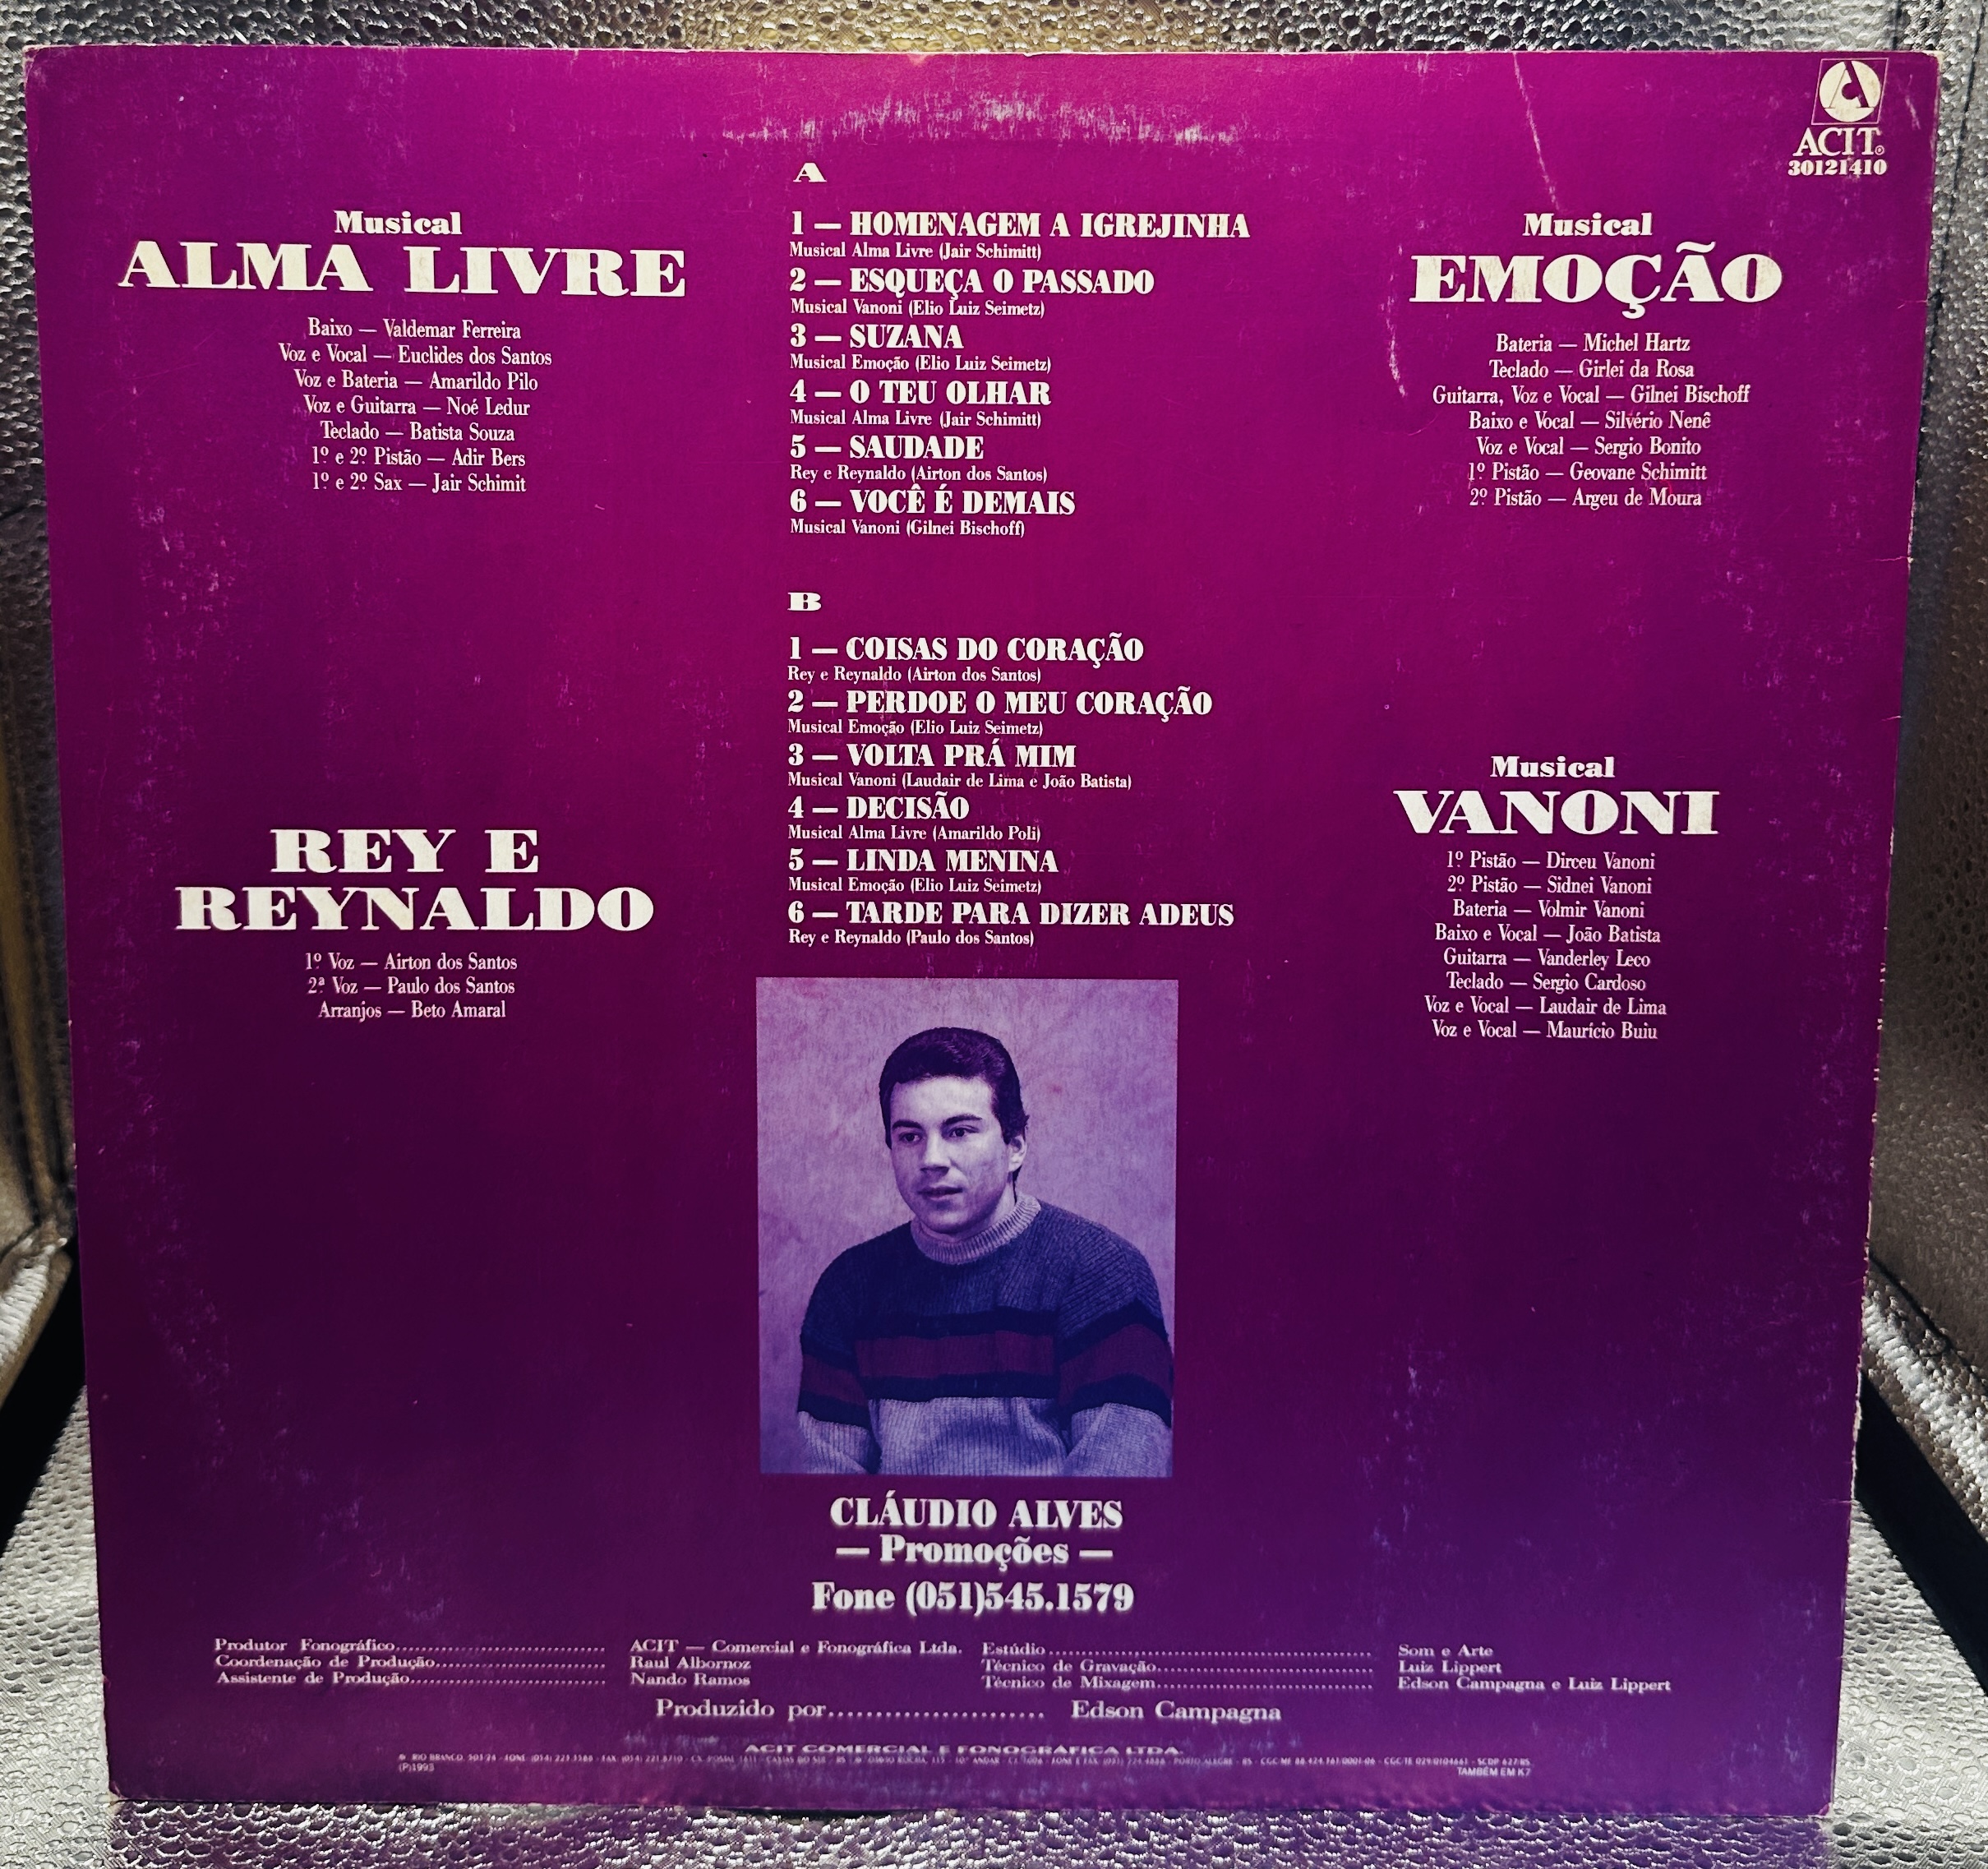 ACIT®
30121410
Musical
ALMA LIVRE
Baixo — Valdemar Ferreira
Voz e Vocal — Euclides dos Santos
Voz e Bateria — Amarildo Pilo
Voz e Guitarra — Noé Ledur
Teclado — Batista Souza
1º e 2º Pistão — Adir Bers
1º e 2º Sax — Jair Schimit
REY E
REYNALDO
1º Voz — Airton dos Santos
2ª Voz — Paulo dos Santos
Arranjos — Beto Amaral
A
1 — HOMENAGEM A IGREJINHA
Musical Alma Livre (Jair Schimitt)
2 — ESQUEÇA O PASSADO
Musical Vanoni (Elio Luiz Seimetz)
3 — SUZANA
Musical Emoção (Elio Luiz Seimetz)
4 — O TEU OLHAR
Musical Alma Livre (Jair Schimitt)
5 — SAUDADE
Rey e Reynaldo (Airton dos Santos)
6 — VOCÊ É DEMAIS
Musical Vanoni (Gilnei Bischoff)
B
1 — COISAS DO CORAÇÃO
Rey e Reynaldo (Airton dos Santos)
2 — PERDOE O MEU CORAÇÃO
Musical Emoção (Elio Luiz Seimetz)
3 — VOLTA PRÁ MIM
Musical Vanoni (Laudair de Lima e João Batista)
4 — DECISÃO
Musical Alma Livre (Amarildo Poli)
5 — LINDA MENINA
Musical Emoção (Elio Luiz Seimetz)
6 — TARDE PARA DIZER ADEUS
Rey e Reynaldo (Paulo dos Santos)
Musical
EMOÇÃO
Bateria — Michel Hartz
Teclado — Girlei da Rosa
Guitarra, Voz e Vocal — Gilnei Bischoff
Baixo e Vocal — Silvério Nenê
Voz e Vocal — Sergio Bonito
1º Pistão — Geovane Schimitt
2º Pistão — Argeu de Moura
Musical
VANONI
1º Pistão — Dirceu Vanoni
2º Pistão — Sidnei Vanoni
Bateria — Volmir Vanoni
Baixo e Vocal — João Batista
Guitarra — Vanderley Leco
Teclado — Sergio Cardoso
Voz e Vocal — Laudair de Lima
Voz e Vocal — Maurício Buiu
CLÁUDIO ALVES
— Promoções —
Fone (051)545.1579
Produtor Fonográfico.............................. ACIT — Comercial e Fonográfica Ltda.
Coordenação de Produção........................ Raul Albornoz
Assistente de Produção............................ Nando Ramos
Estúdio.............................................. Som e Arte
Técnico de Gravação.............................. Luiz Lippert
Técnico de Mixagem.............................. Edson Campagna e Luiz Lippert
Produzido por....................... Edson Campagna
ACIT COMERCIAL E FONOGRÁFICA LTDA.
RIO BRANCO
(P)1993
TAMBÉM EM K7